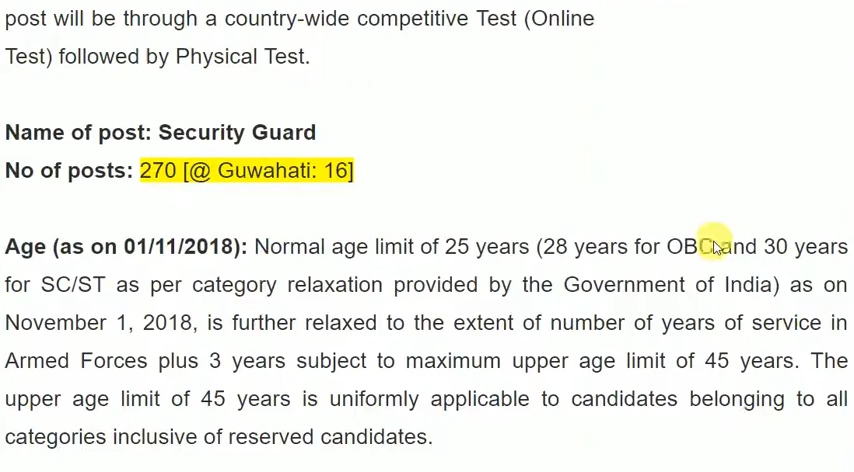 post will be through a country-wide competitive Test (Online
Test) followed by Physical Test.
Name of post: Security Guard
No of posts: 270 [@ Guwahati: 16]
Age (as on 01/11/2018): Normal age limit of 25 years (28 years for OBC and 30 years
for SC/ST as per category relaxation provided by the Government of India) as on
November 1, 2018, is further relaxed to the extent of number of years of service in
Armed Forces plus 3 years subject to maximum upper age limit of 45 years. The
upper age limit of 45 years is uniformly applicable to candidates belonging to all
categories inclusive of reserved candidates.